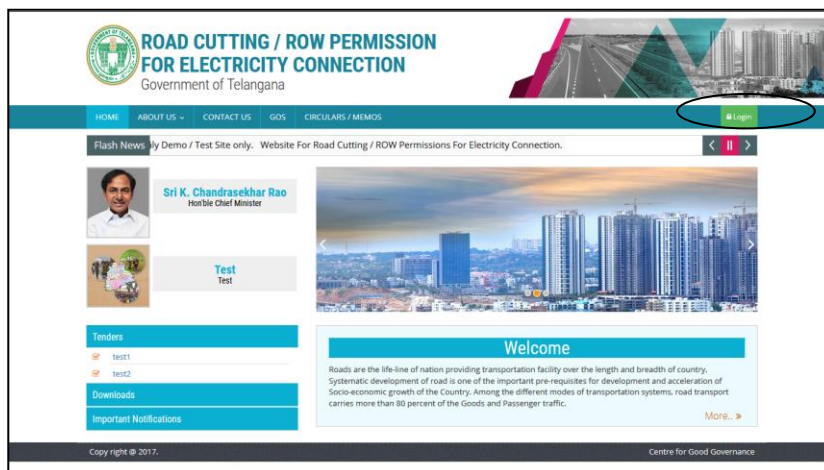 ROAD CUTTING / ROW PERMISSION
FOR ELECTRICITY CONNECTION
Government of Telangana
HOME ABOUT US CONTACT US GOS CIRCULARS / MEMOS Login
Flash News ly Demo / Test Site only. Website For Road Cutting / ROW Permissions For Electricity Connection.
Sri K. Chandrasekhar Rao
Hon'ble Chief Minister
Test
Test
Tenders
test1
test2
Downloads
Important Notifications
Welcome
Roads are the life-line of nation providing transportation facility over the length and breadth of country.
Systematic development of road is one of the important pre-requisites for development and acceleration of
Socio-economic growth of the Country. Among the different modes of transportation systems, road transport
carries more than 80 percent of the Goods and Passenger traffic.
More.. »
Copy right @ 2017. Centre for Good Governance